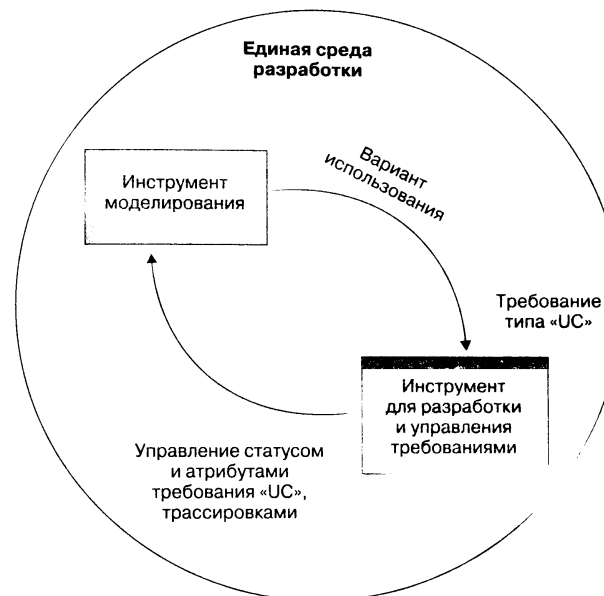 Единая среда
разработки
Инструмент
моделирования
Вариант
использования
Требование
типа «UC»
Инструмент
для разработки
и управления
требованиями
Управление статусом
и атрибутами
требования «UC»,
трассировками